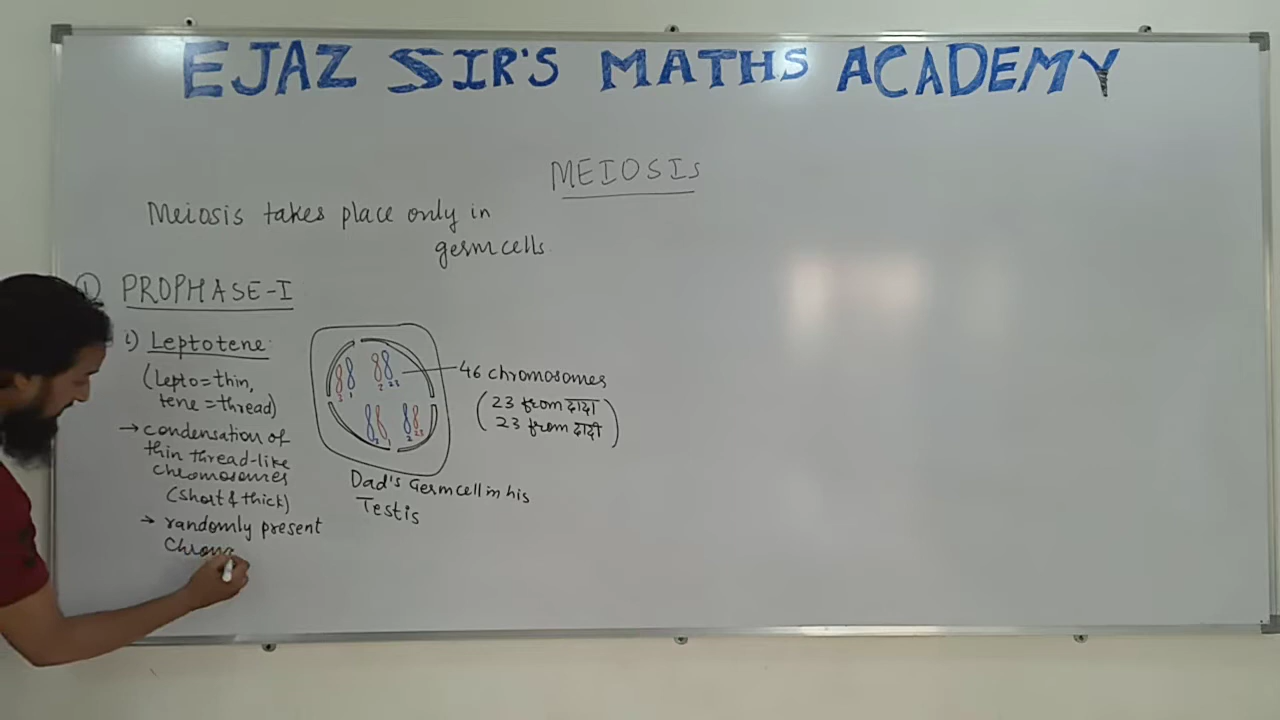 EJAZ SIR'S MATHS ACADEMY
MEIOSIS
Meiosis takes place only in
germ cells.
1) PROPHASE-I
i) Leptotene
(Lepto=thin,
tene=thread)
→ condensation of
thin thread-like
chromosomes
(short & thick)
→ randomly present
46 chromosomes
(23 from दादा
23 from दादी)
Dad's Germ cell in his
Testis